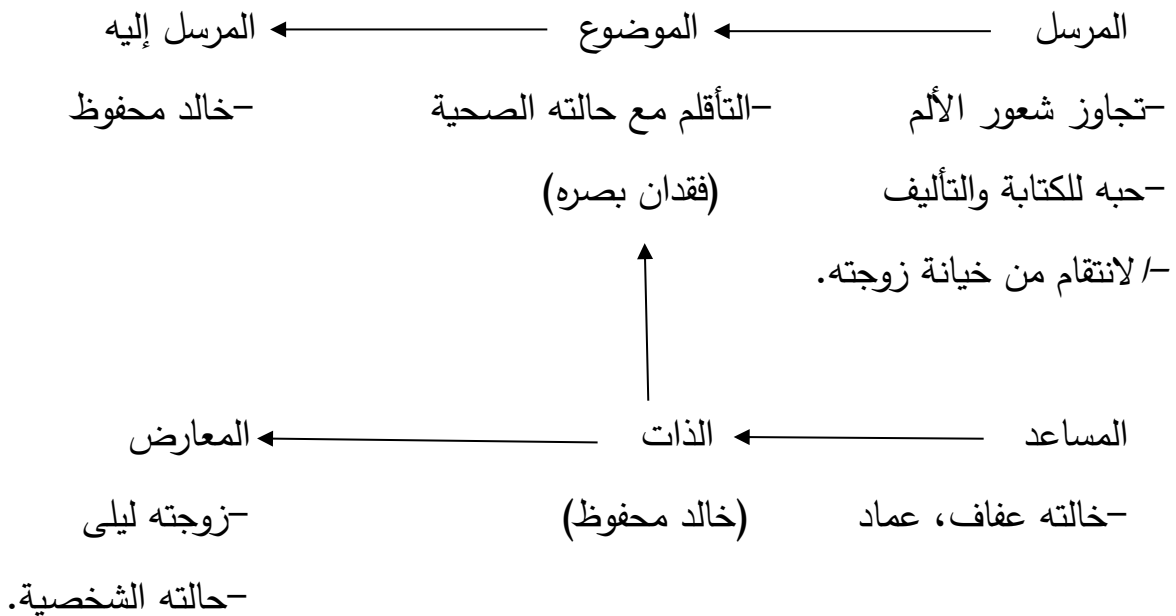 المرسل الموضوع المرسل إليه
-تجاوز شعور الألم -التأقلم مع حالته الصحية -خالد محفوظ
-حبه للكتابة والتأليف (فقدان بصره)
-الانتقام من خيانة زوجته.
المساعد الذات المعارض
-خالته عفاف، عماد (خالد محفوظ) -زوجته ليلى
-حالته الشخصية.